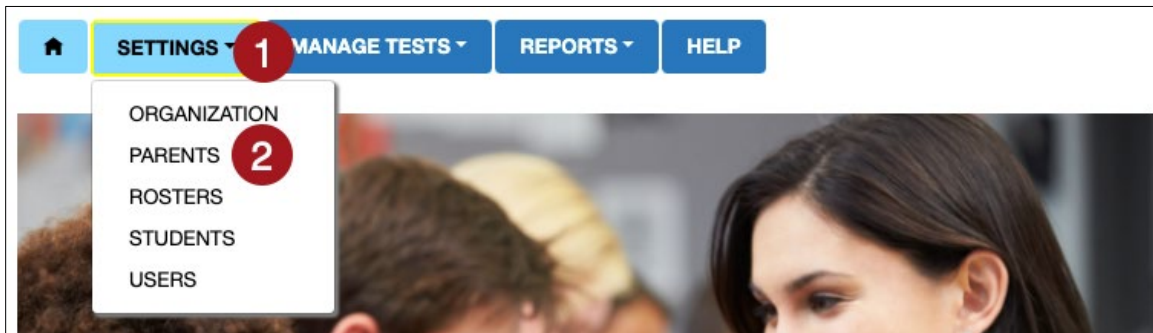 SETTINGS 1 MANAGE TESTS REPORTS HELP
ORGANIZATION
PARENTS 2
ROSTERS
STUDENTS
USERS